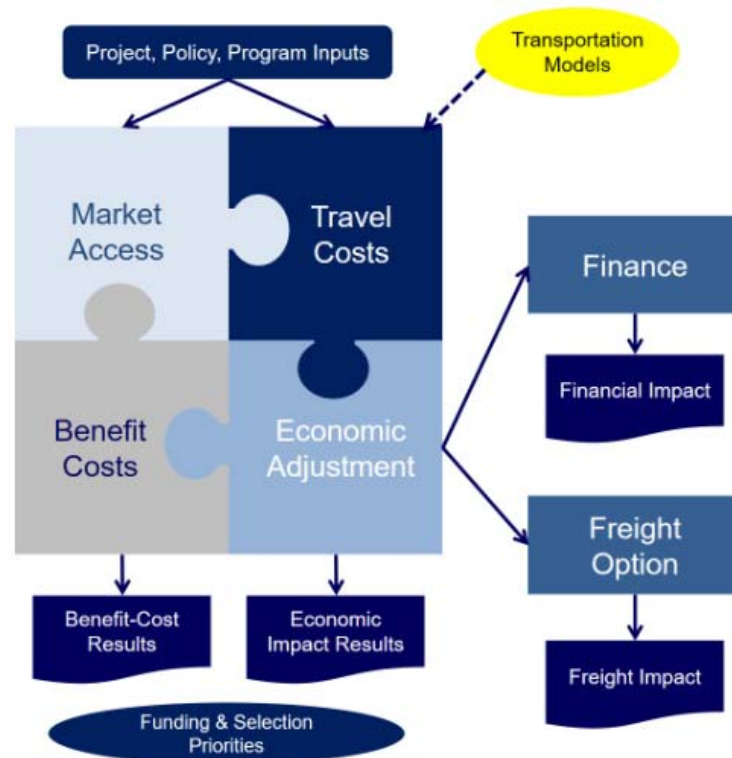 Project, Policy, Program Inputs
Transportation
Models
Market
Access
Travel
Costs
Finance
Financial Impact
Benefit
Costs
Economic
Adjustment
Freight
Option
Benefit-Cost
Results
Economic
Impact Results
Freight Impact
Funding & Selection
Priorities